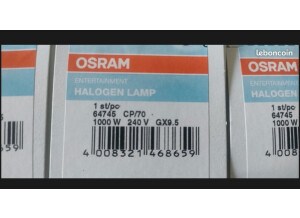 leboncoin
OSRAM
ENTERTAINMENT
HALOGEN LAMP
1 st/pc
64745 CP/70
1000 W 240 V GX9.5
4 008321 468659